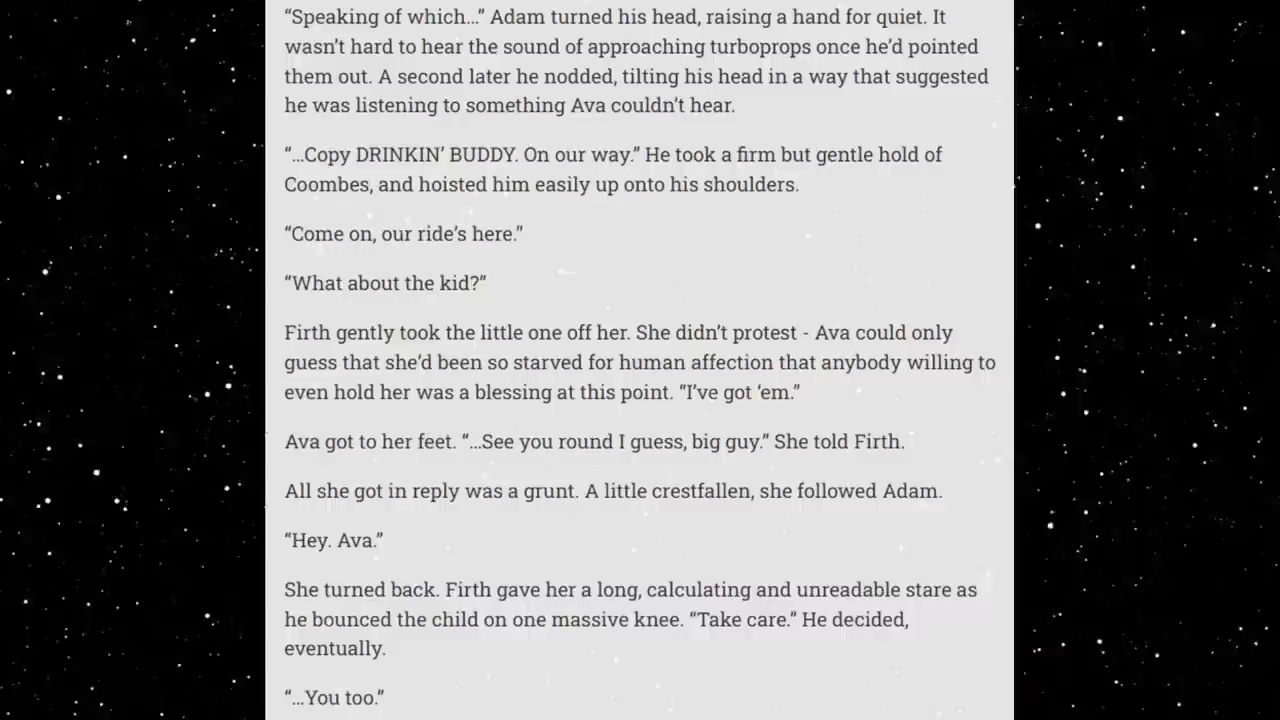 “Speaking of which…” Adam turned his head, raising a hand for quiet. It
wasn’t hard to hear the sound of approaching turboprops once he’d pointed
them out. A second later he nodded, tilting his head in a way that suggested
he was listening to something Ava couldn’t hear.
“…Copy DRINKIN’ BUDDY. On our way.” He took a firm but gentle hold of
Coombes, and hoisted him easily up onto his shoulders.
“Come on, our ride’s here.”
“What about the kid?”
Firth gently took the little one off her. She didn’t protest - Ava could only
guess that she’d been so starved for human affection that anybody willing to
even hold her was a blessing at this point. “I’ve got ‘em.”
Ava got to her feet. “…See you round I guess, big guy.” She told Firth.
All she got in reply was a grunt. A little crestfallen, she followed Adam.
“Hey. Ava.”
She turned back. Firth gave her a long, calculating and unreadable stare as
he bounced the child on one massive knee. “Take care.” He decided,
eventually.
“…You too.”